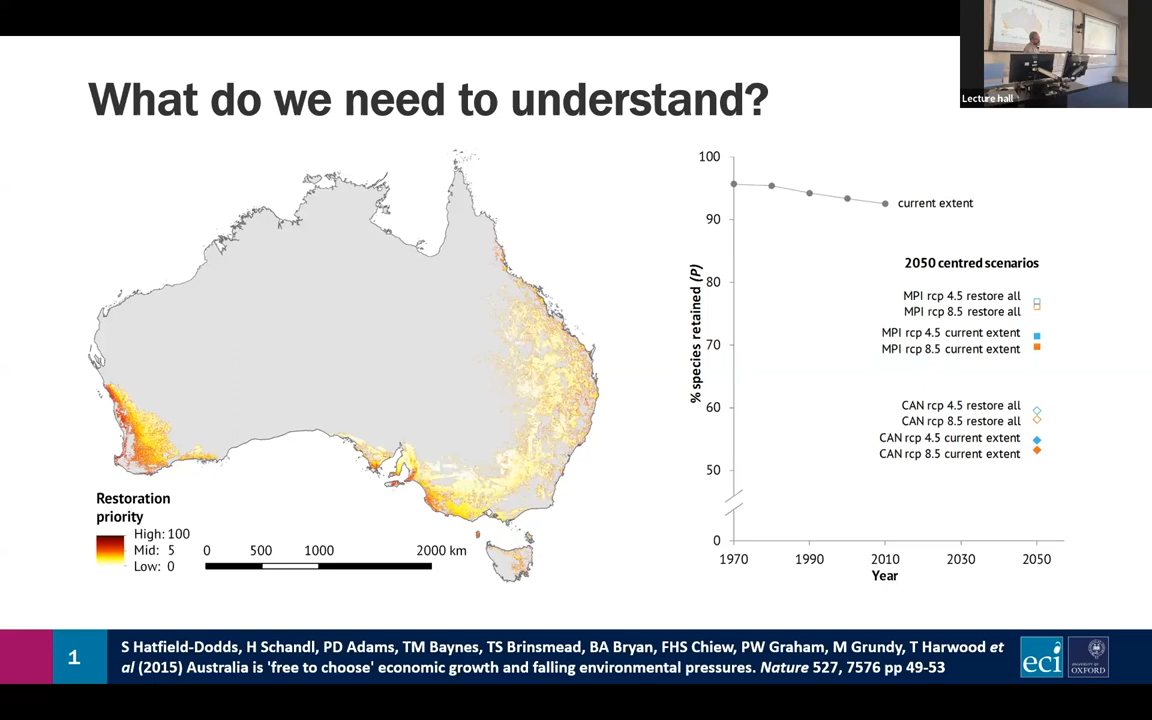 Lecture hall
What do we need to understand?
Restoration
priority
High: 100
Mid: 5
Low: 0
0 500 1000 2000 km
% species retained (P)
100
90
80
70
60
50
0
current extent
2050 centred scenarios
MPI rcp 4.5 restore all
MPI rcp 8.5 restore all
MPI rcp 4.5 current extent
MPI rcp 8.5 current extent
CAN rcp 4.5 restore all
CAN rcp 8.5 restore all
CAN rcp 4.5 current extent
CAN rcp 8.5 current extent
1970 1990 2010 2030 2050
Year
1
S Hatfield-Dodds, H Schandl, PD Adams, TM Baynes, TS Brinsmead, BA Bryan, FHS Chiew, PW Graham, M Grundy, T Harwood et
al (2015) Australia is 'free to choose' economic growth and falling environmental pressures. Nature 527, 7576 pp 49-53
eci
UNIVERSITY OF
OXFORD